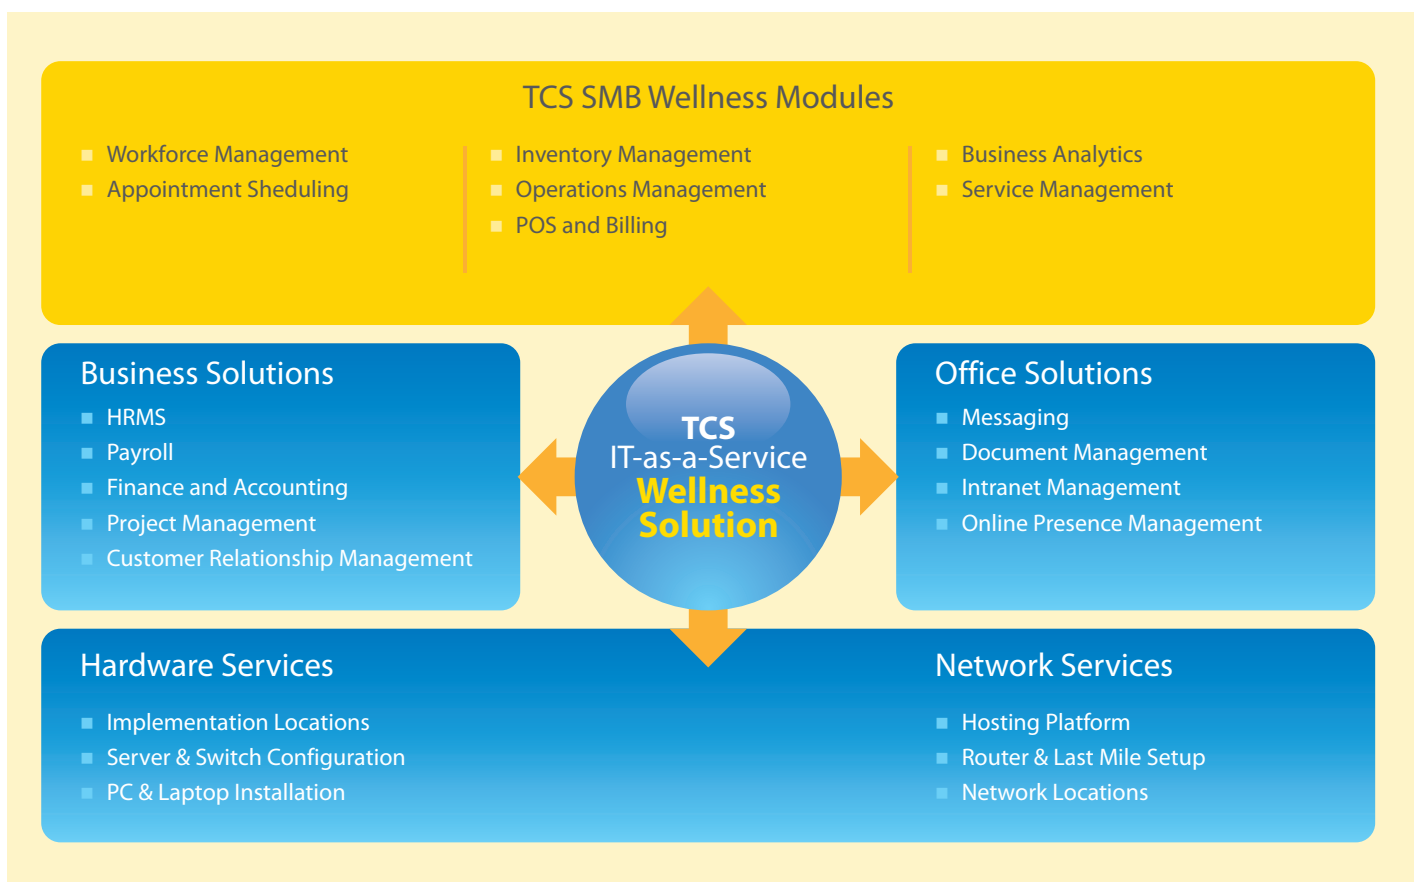 TCS SMB Wellness Modules
Workforce Management
Appointment Sheduling
Inventory Management
Operations Management
POS and Billing
Business Analytics
Service Management
Business Solutions
HRMS
Payroll
Finance and Accounting
Project Management
Customer Relationship Management
TCS
IT-as-a-Service
Wellness
Solution
Office Solutions
Messaging
Document Management
Intranet Management
Online Presence Management
Hardware Services
Implementation Locations
Server & Switch Configuration
PC & Laptop Installation
Network Services
Hosting Platform
Router & Last Mile Setup
Network Locations